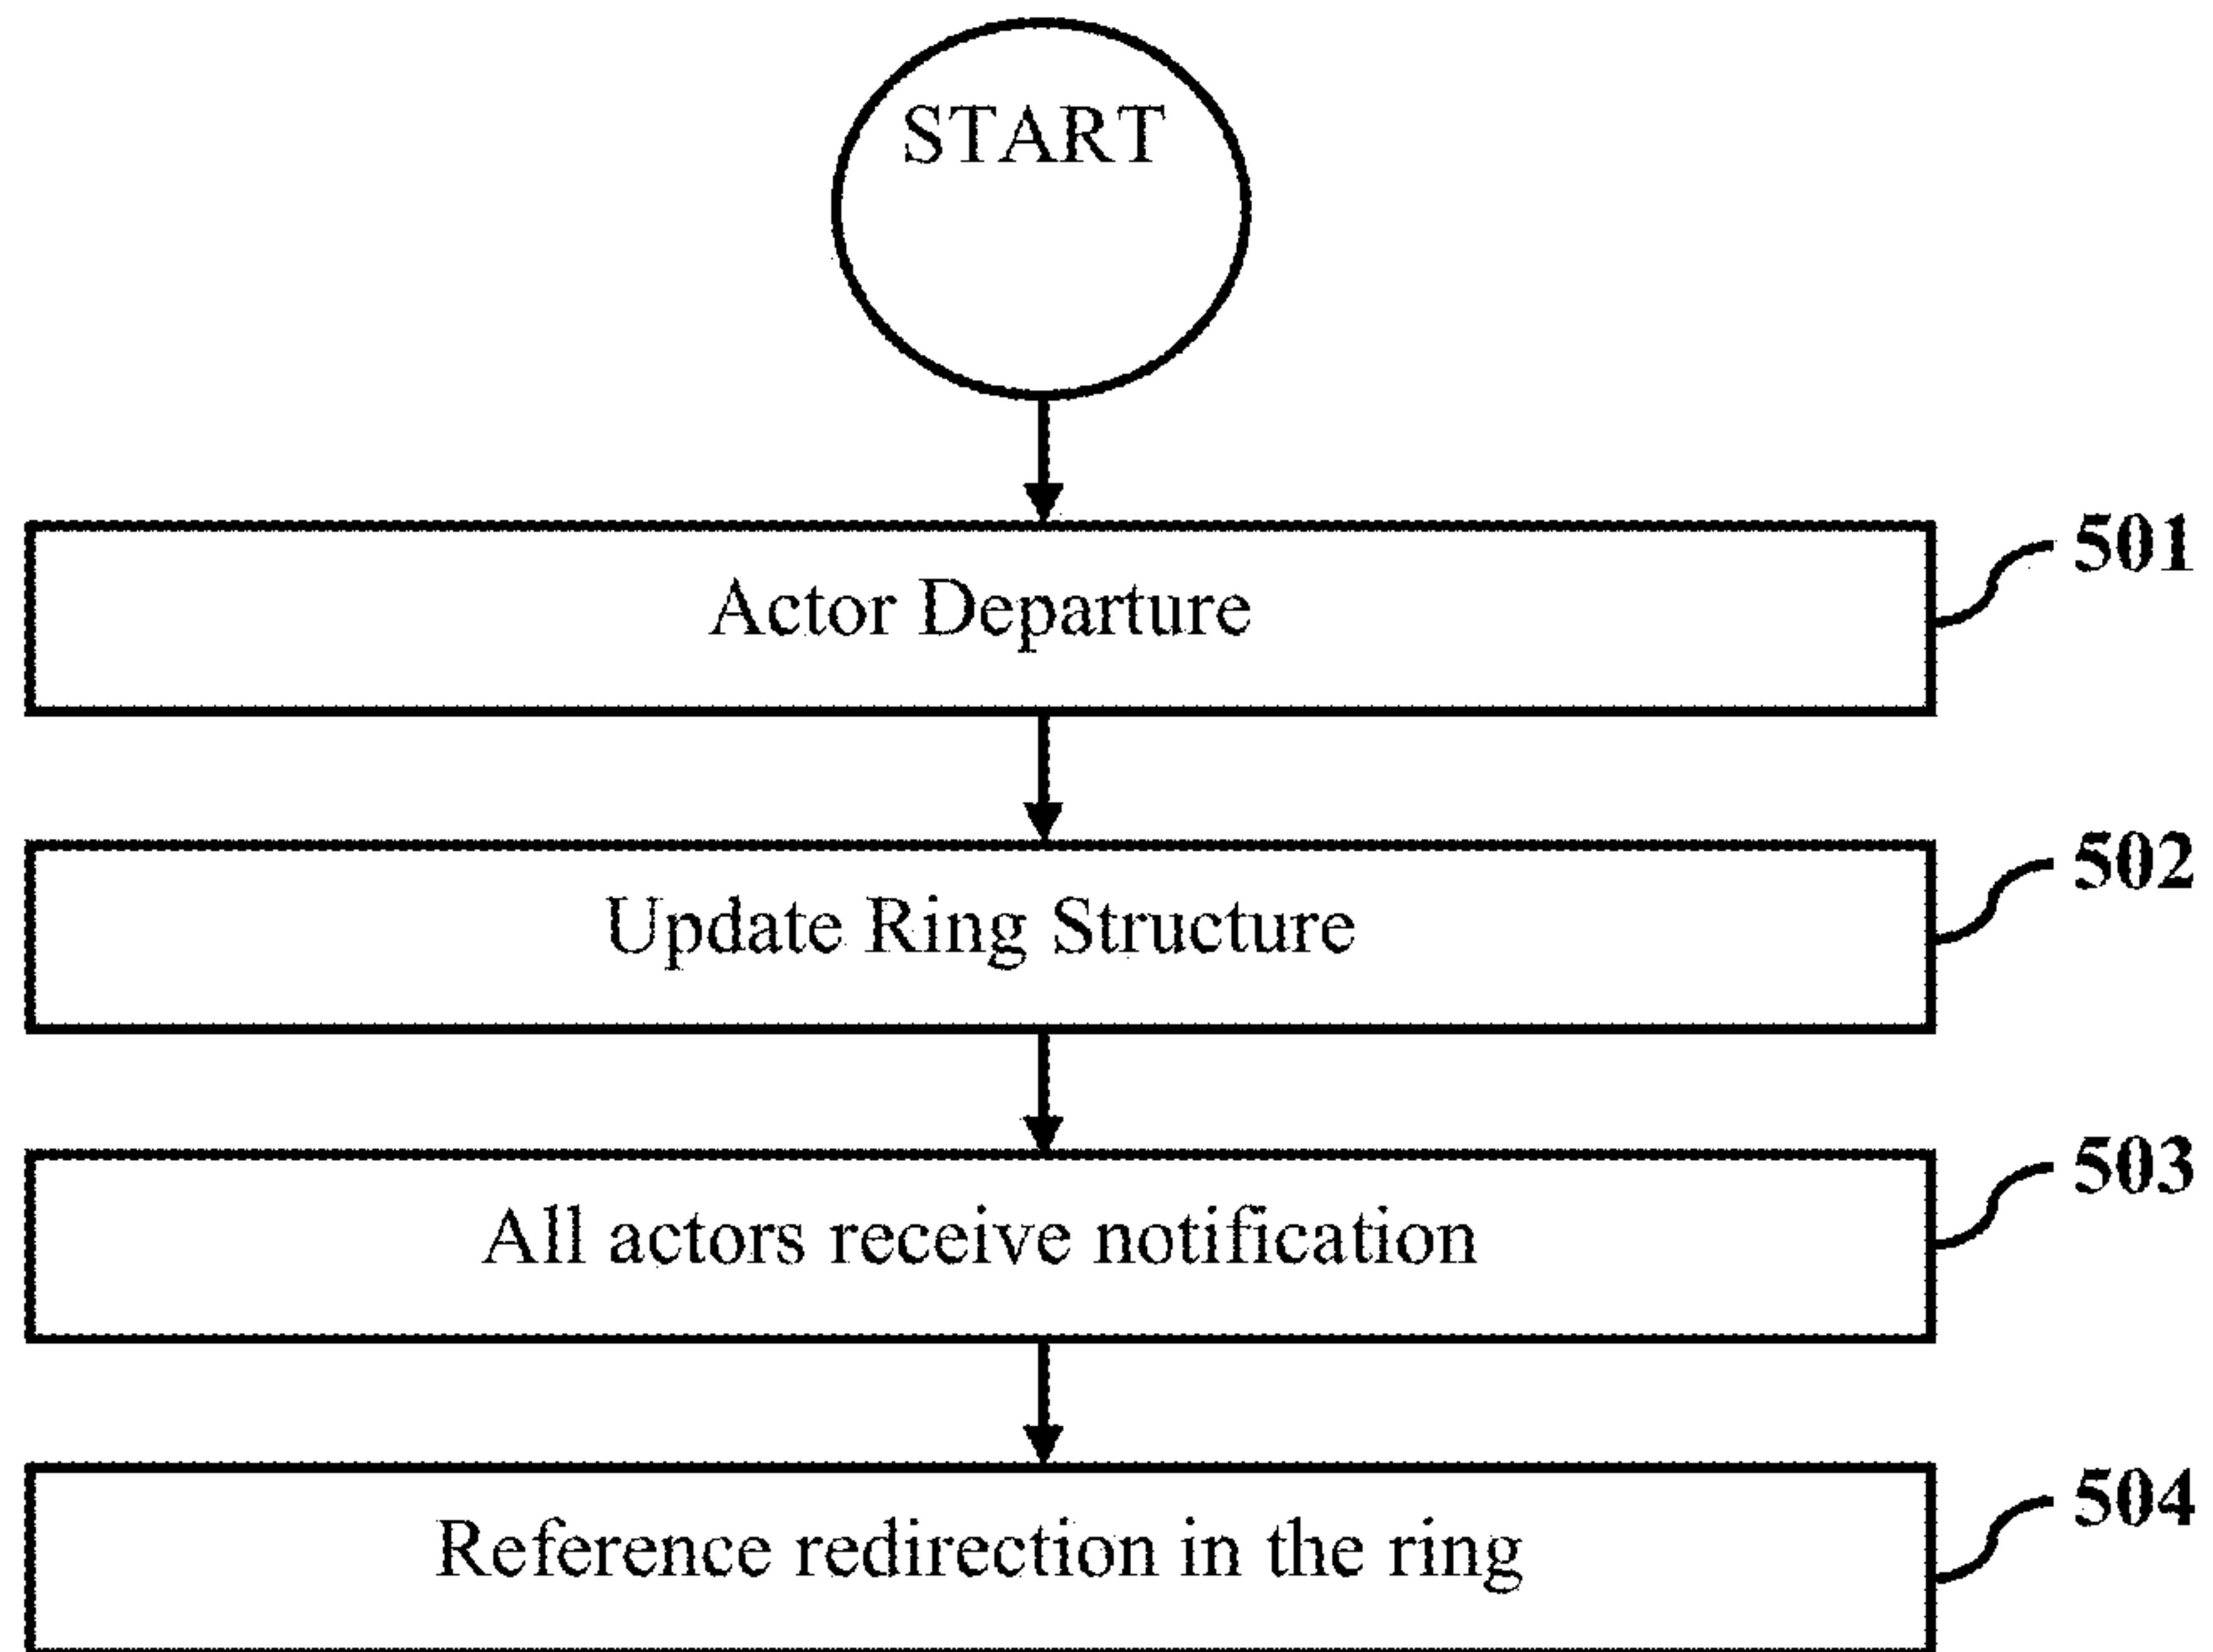 START
Actor Departure
501
Update Ring Structure
502
All actors receive notification
503
Reference redirection in the ring
504